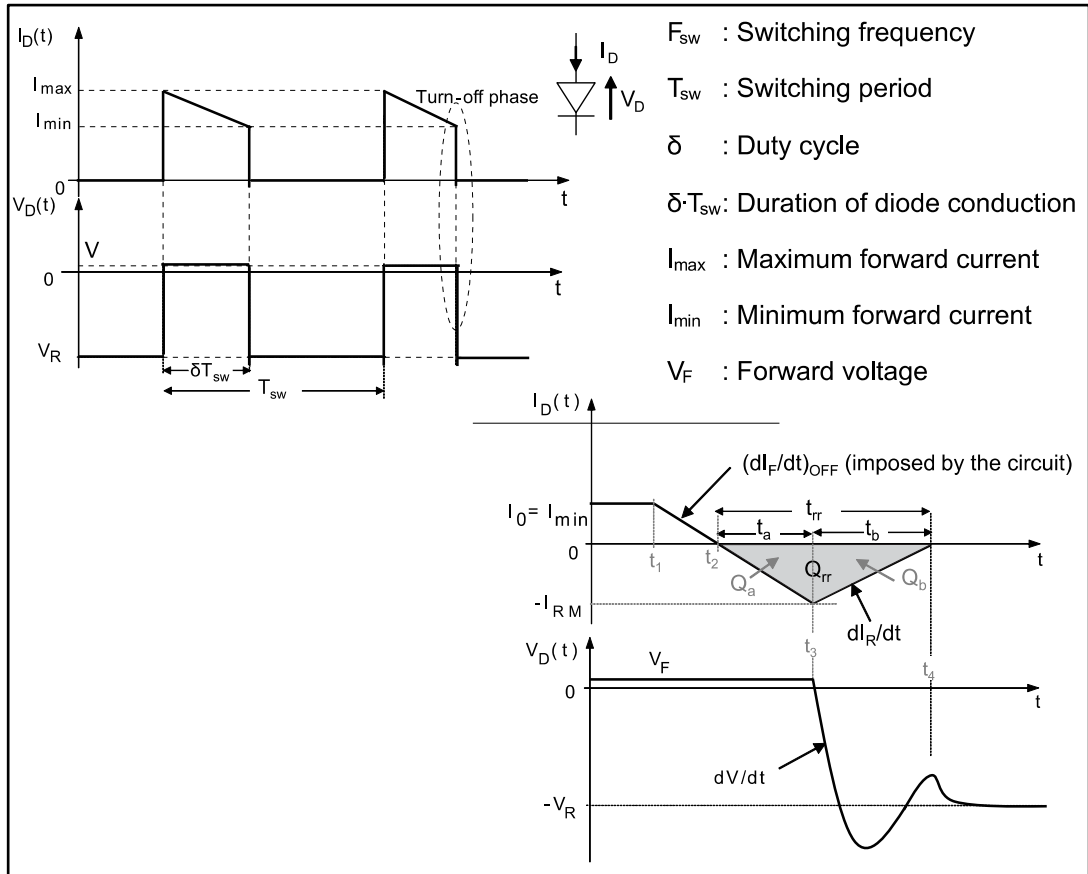 I_D(t)
I_max
I_min
0
t
Turn-off phase
I_D
V_D
V_D(t)
V
0
t
V_R
δT_sw
T_sw
F_sw : Switching frequency
T_sw : Switching period
δ : Duty cycle
δ·T_sw: Duration of diode conduction
I_max : Maximum forward current
I_min : Minimum forward current
V_F : Forward voltage
I_D(t)
(dI_F/dt)_OFF (imposed by the circuit)
I_0 = I_min
t_rr
t_a
t_b
0
t
t_1
t_2
Q_a
Q_rr
Q_b
-I_RM
dI_R/dt
t_3
V_D(t)
V_F
t_4
0
t
dV/dt
-V_R